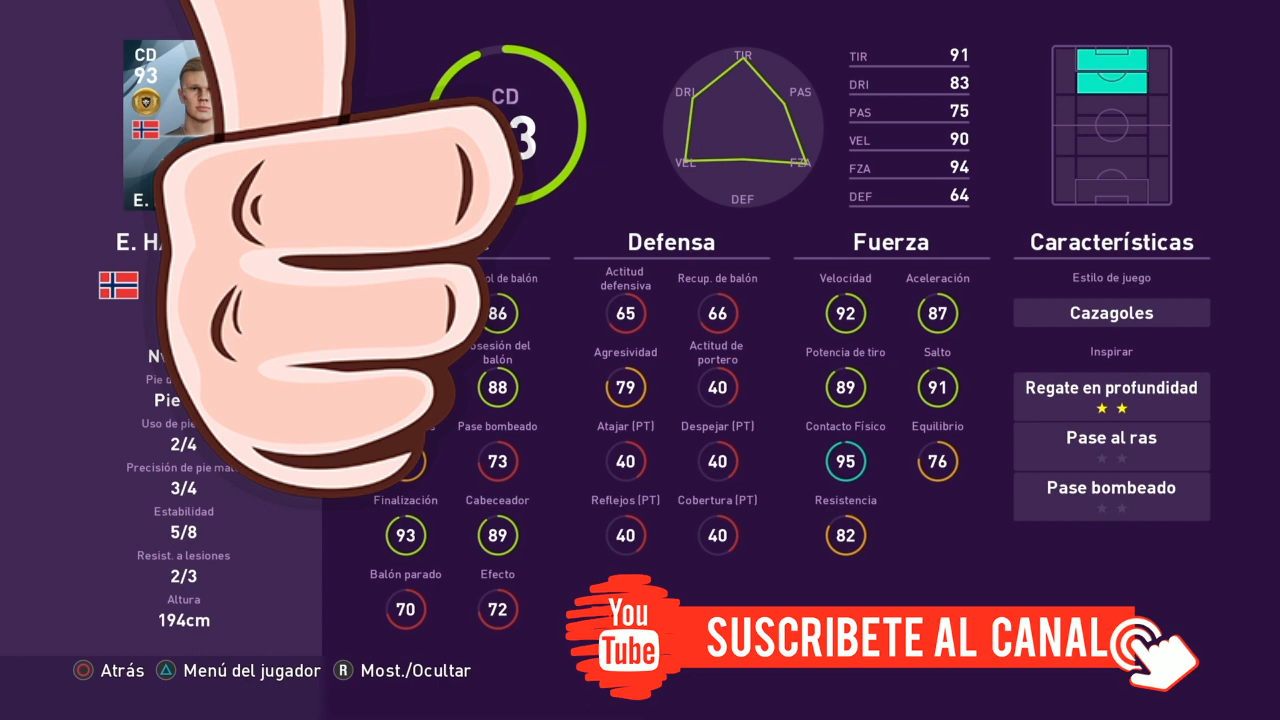 CD
93
E.
CD
3
TIR
PAS
FZA
DEF
VEL
DRI
TIR 91
DRI 83
PAS 75
VEL 90
FZA 94
DEF 64
E. HA
Pie
Uso de pie
2/4
Precisión de pie
3/4
Estabilidad
5/8
Resist. a lesiones
2/3
Altura
194cm
de balón
86
balón
88
Pase bombeado
73
Finalización Cabeceador
93 89
Balón parado Efecto
70 72
Defensa
Actitud
defensiva
Recup. de balón
65 66
Agresividad
Actitud de
portero
79 40
Atajar (PT) Despejar (PT)
40 40
Reflejos (PT) Cobertura (PT)
40 40
Fuerza
Velocidad Aceleración
92 87
Potencia de tiro Salto
89 91
Contacto Físico Equilibrio
95 76
Resistencia
82
Características
Estilo de juego
Cazagoles
Inspirar
Regate en profundidad
Pase al ras
Pase bombeado
You
Tube
SUSCRIBETE AL CANAL
Atrás Menú del jugador R Most./Ocultar